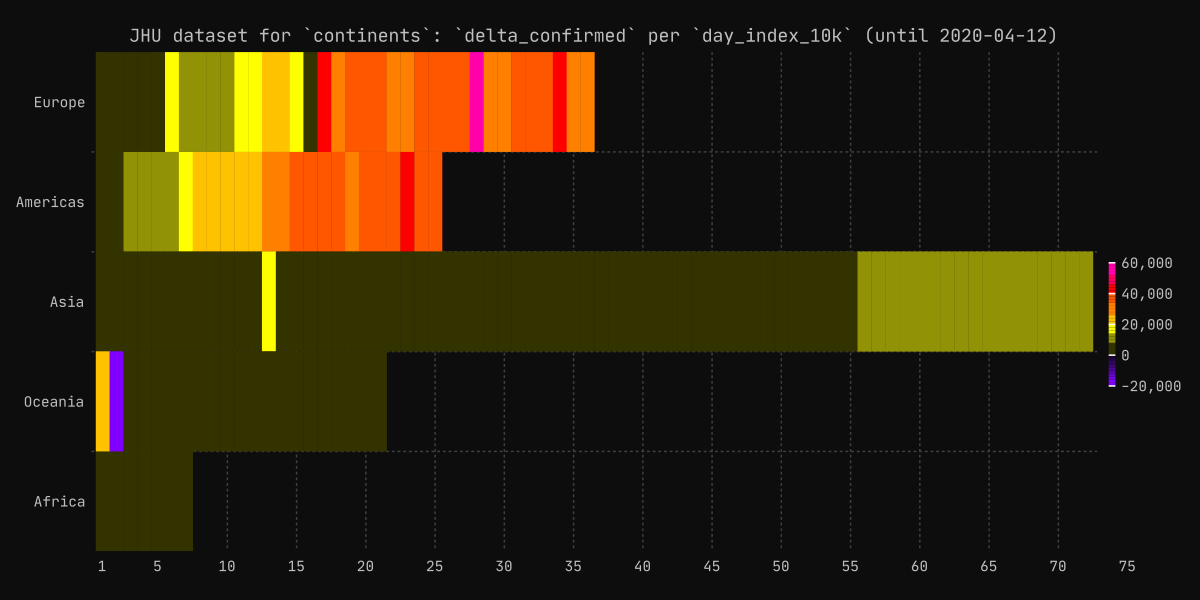 JHU dataset for `continents`: `delta_confirmed` per `day_index_10k` (until 2020-04-12)
Europe
Americas
Asia
Oceania
Africa
60,000
40,000
20,000
0
-20,000
1 5 10 15 20 25 30 35 40 45 50 55 60 65 70 75